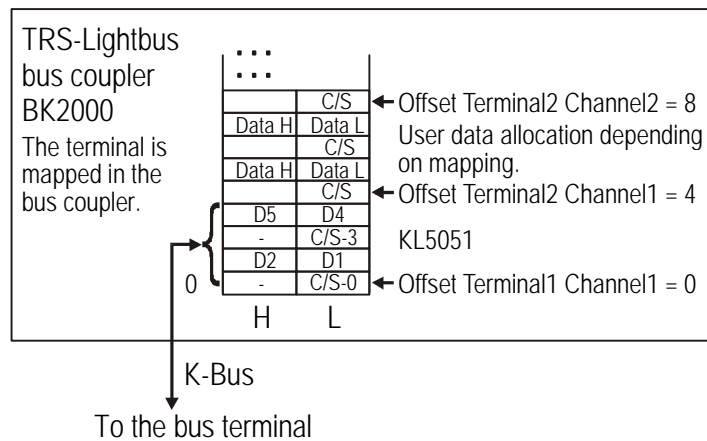 TRS-Lightbus
bus coupler
BK2000
The terminal is
mapped in the
bus coupler.
C/S
Offset Terminal2 Channel2 = 8
Data H Data L
User data allocation depending
C/S
on mapping.
Data H Data L
C/S
Offset Terminal2 Channel1 = 4
D5 D4
- C/S-3
KL5051
D2 D1
0 - C/S-0
Offset Terminal1 Channel1 = 0
H L
K-Bus
To the bus terminal